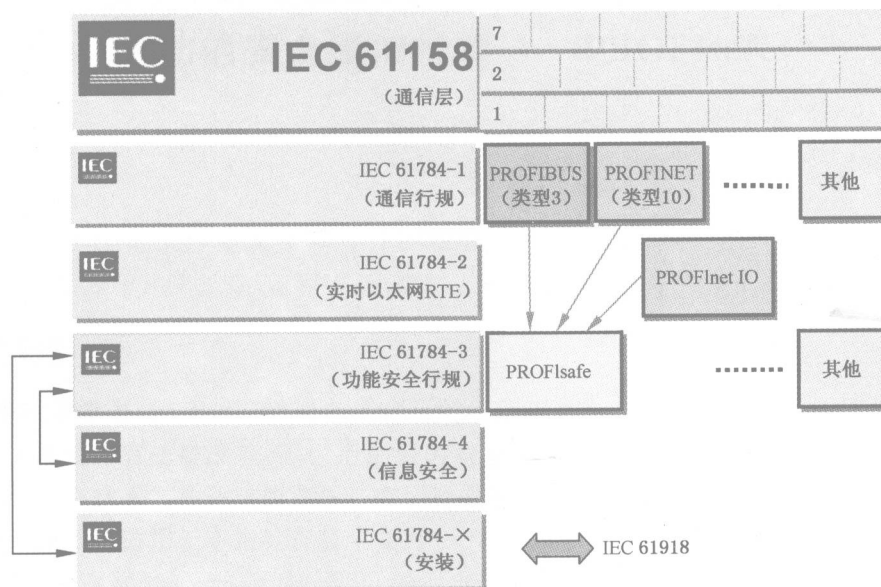 IEC
IEC 61158
（通信层）
7
2
1
IEC
IEC 61784-1
（通信行规）
PROFIBUS
（类型3）
PROFINET
（类型10）
其他
IEC
IEC 61784-2
（实时以太网RTE）
PROFlnet IO
IEC
IEC 61784-3
（功能安全行规）
PROFlsafe
其他
IEC
IEC 61784-4
（信息安全）
IEC
IEC 61784-×
（安装）
IEC 61918